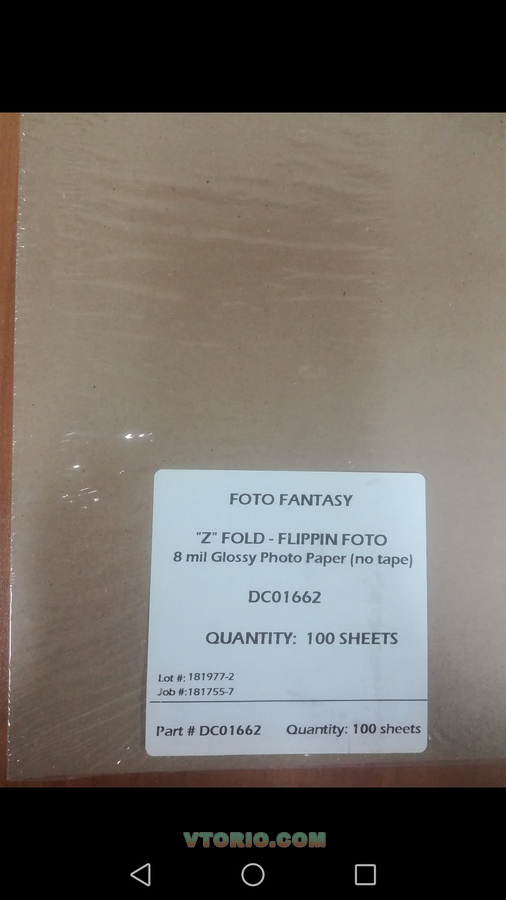 FOTO FANTASY
"Z" FOLD - FLIPPIN FOTO
8 mil Glossy Photo Paper (no tape)
DC01662
QUANTITY: 100 SHEETS
Lot #: 181977-2
Job #:181755-7
Part # DC01662 Quantity: 100 sheets
VTORIO.COM